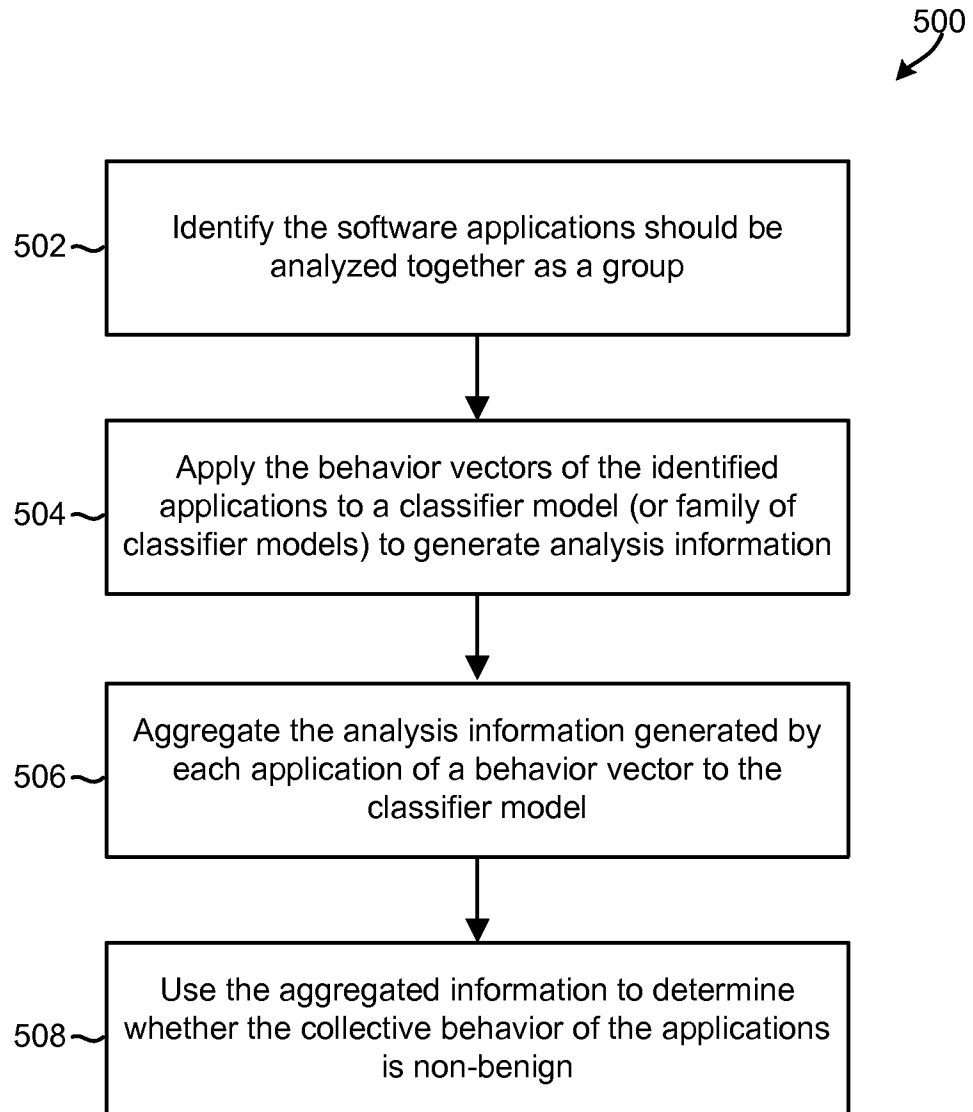 500
502
Identify the software applications should be
analyzed together as a group
504
Apply the behavior vectors of the identified
applications to a classifier model (or family of
classifier models) to generate analysis information
506
Aggregate the analysis information generated by
each application of a behavior vector to the
classifier model
508
Use the aggregated information to determine
whether the collective behavior of the applications
is non-benign